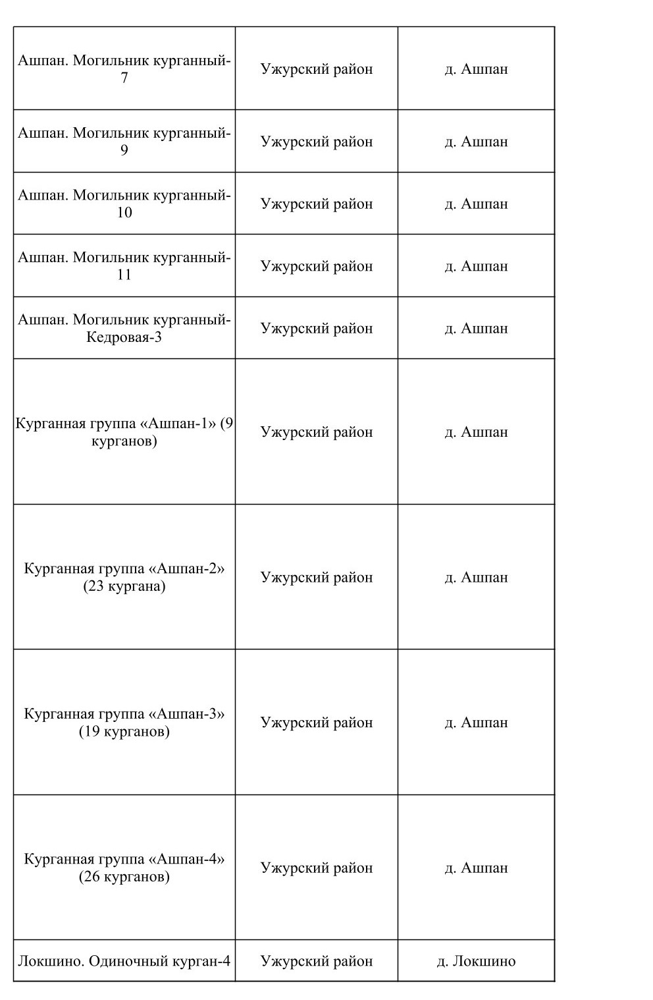 Ашпан. Могильник курганный-
7
Ужурский район
д. Ашпан
Ашпан. Могильник курганный-
9
Ужурский район
д. Ашпан
Ашпан. Могильник курганный-
10
Ужурский район
д. Ашпан
Ашпан. Могильник курганный-
11
Ужурский район
д. Ашпан
Ашпан. Могильник курганный-
Кедровая-3
Ужурский район
д. Ашпан
Курганная группа «Ашпан-1» (9
курганов)
Ужурский район
д. Ашпан
Курганная группа «Ашпан-2»
(23 кургана)
Ужурский район
д. Ашпан
Курганная группа «Ашпан-3»
(19 курганов)
Ужурский район
д. Ашпан
Курганная группа «Ашпан-4»
(26 курганов)
Ужурский район
д. Ашпан
Локшино. Одиночный курган-4
Ужурский район
д. Локшино